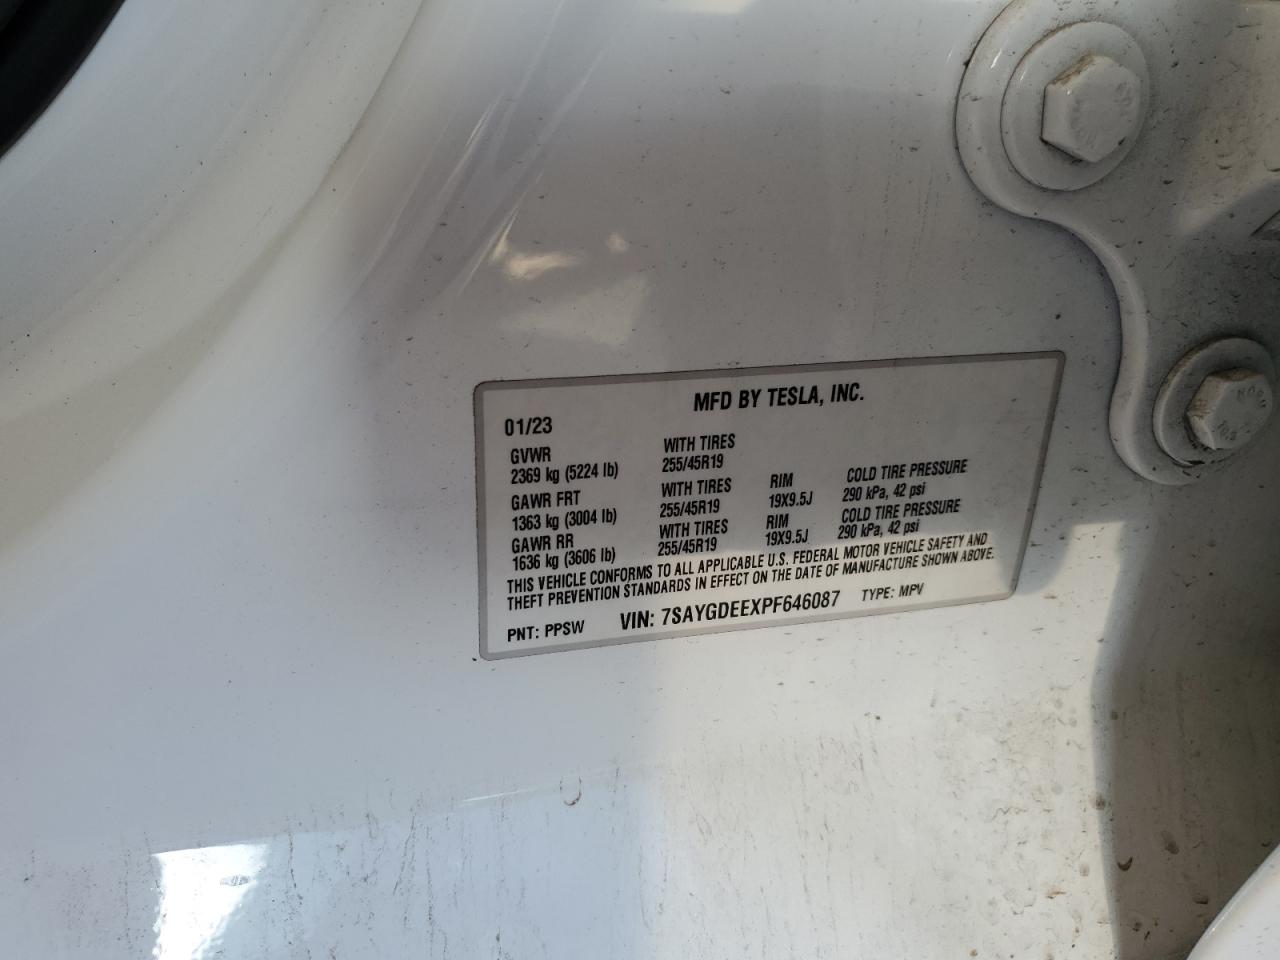 MFD BY TESLA, INC.
01/23
GVWR WITH TIRES
2369 kg (5224 lb) 255/45R19
GAWR FRT WITH TIRES RIM COLD TIRE PRESSURE
1363 kg (3004 lb) 255/45R19 19X9.5J 290 kPa, 42 psi
GAWR RR WITH TIRES RIM COLD TIRE PRESSURE
1636 kg (3606 lb) 255/45R19 19X9.5J 290 kPa, 42 psi
THIS VEHICLE CONFORMS TO ALL APPLICABLE U.S. FEDERAL MOTOR VEHICLE SAFETY AND
THEFT PREVENTION STANDARDS IN EFFECT ON THE DATE OF MANUFACTURE SHOWN ABOVE.
PNT: PPSW VIN: 7SAYGDEEXPF646087 TYPE: MPV